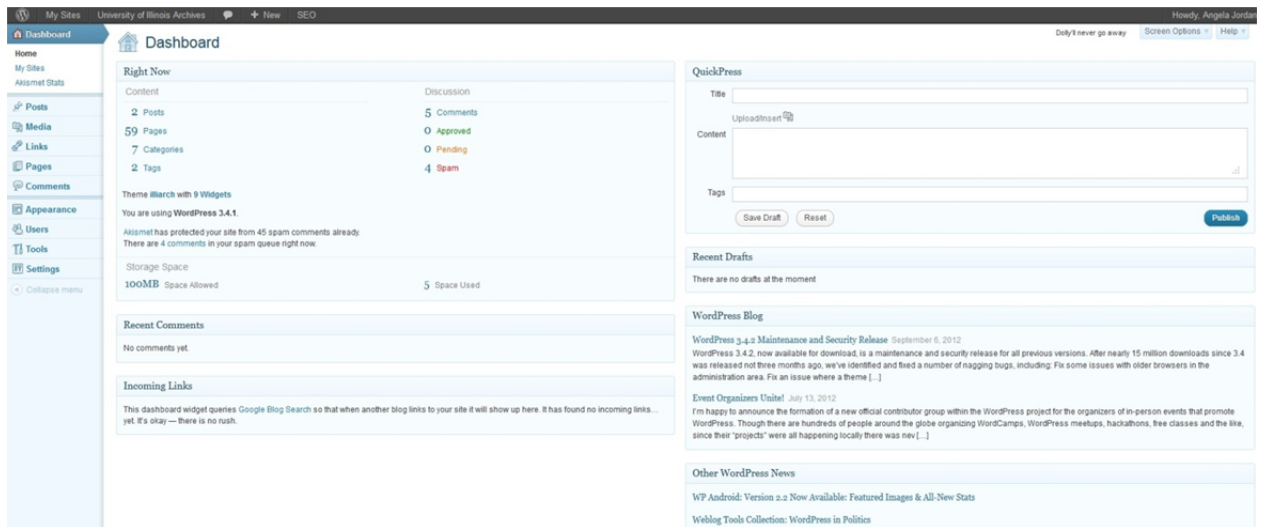 My Sites University of Illinois Archives + New SEO Howdy, Angela Jordan
Dashboard
Home
My Sites
Akismet Stats
Posts
Media
Links
Pages
Comments
Appearance
Users
Tools
Settings
Collapse menu
Dashboard
Dolly'll never go away Screen Options Help
Right Now
Content Discussion
2 Posts 5 Comments
59 Pages 0 Approved
7 Categories 0 Pending
2 Tags 4 Spam
Theme illiarch with 9 Widgets
You are using WordPress 3.4.1.
Akismet has protected your site from 45 spam comments already.
There are 4 comments in your spam queue right now.
Storage Space
100MB Space Allowed 5 Space Used
Recent Comments
No comments yet.
Incoming Links
This dashboard widget queries Google Blog Search so that when another blog links to your site it will show up here. It has found no incoming links…
yet. It's okay — there is no rush.
QuickPress
Title
Upload/Insert
Content
Tags
Save Draft Reset Publish
Recent Drafts
There are no drafts at the moment
WordPress Blog
WordPress 3.4.2 Maintenance and Security Release September 6, 2012
WordPress 3.4.2, now available for download, is a maintenance and security release for all previous versions. After nearly 15 million downloads since 3.4
was released not three months ago, we've identified and fixed a number of nagging bugs, including: Fix some issues with older browsers in the
administration area. Fix an issue where a theme […]
Event Organizers Unite! July 13, 2012
I'm happy to announce the formation of a new official contributor group within the WordPress project for the organizers of in-person events that promote
WordPress. Though there are hundreds of people around the globe organizing WordCamps, WordPress meetups, hackathons, free classes and the like,
since their "projects" were all happening locally there was nev […]
Other WordPress News
WP Android: Version 2.2 Now Available: Featured Images & All-New Stats
Weblog Tools Collection: WordPress in Politics